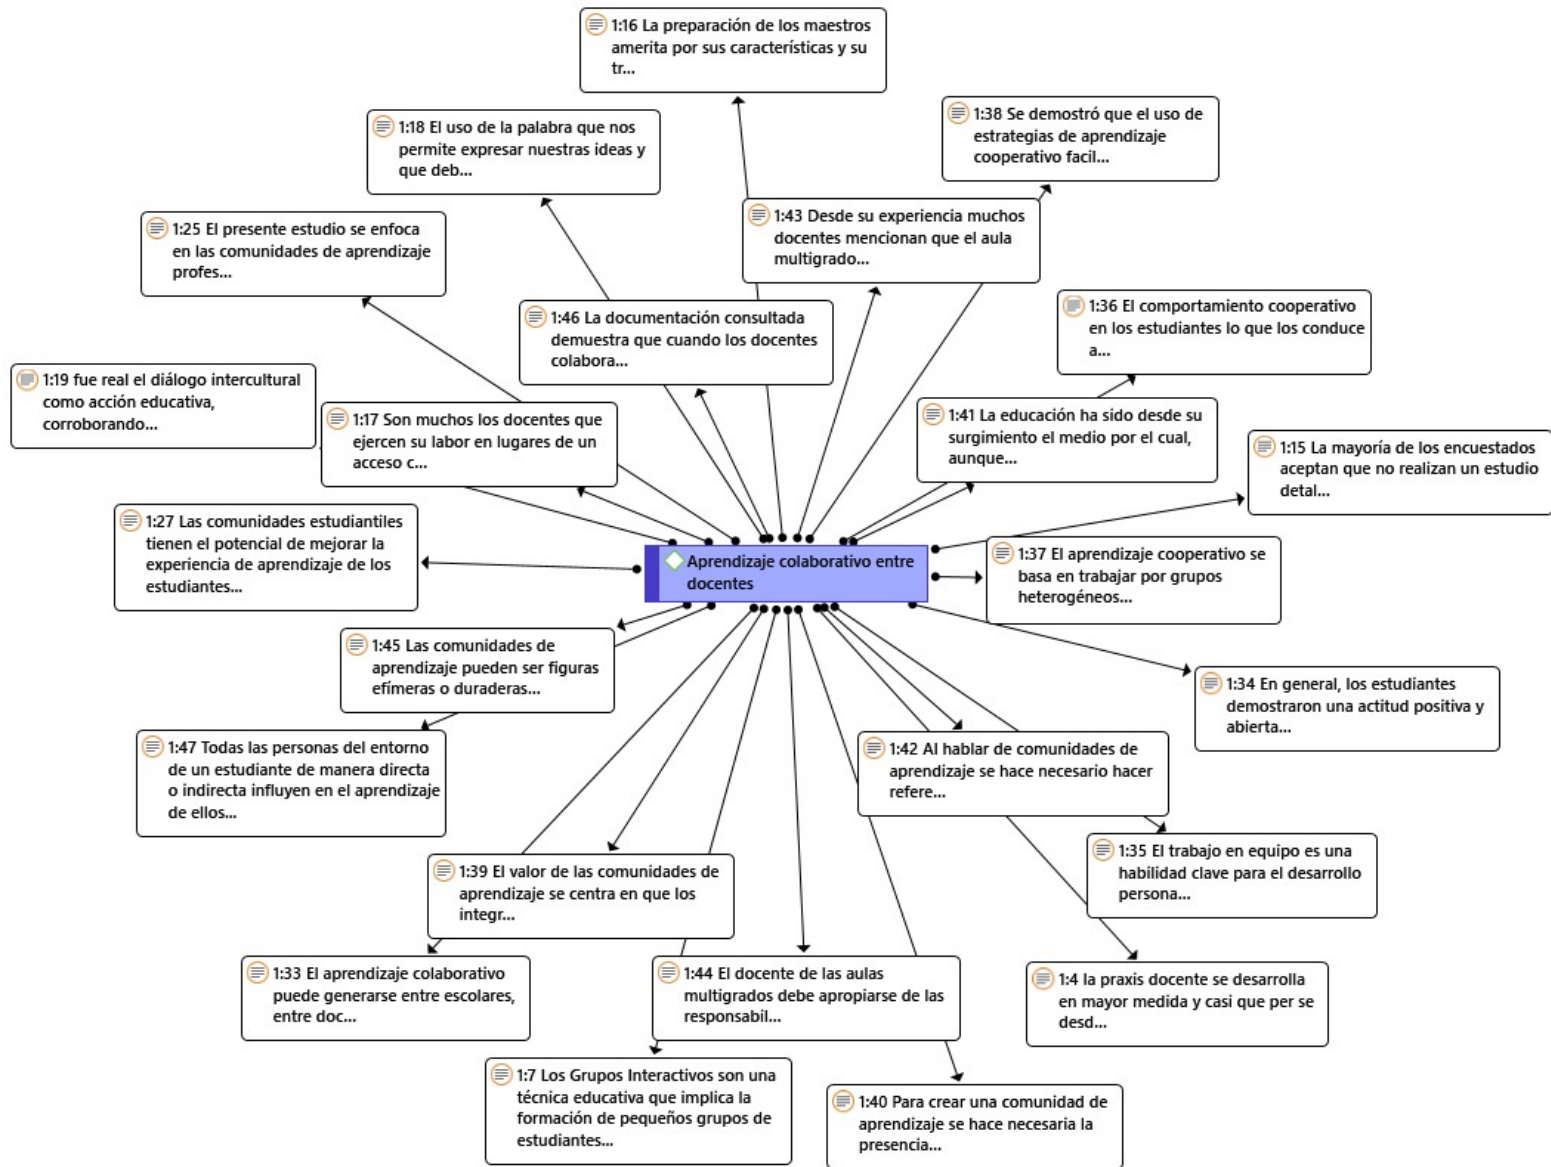 1:16 La preparación de los maestros
amerita por sus características y su
tr...
1:38 Se demostró que el uso de
estrategias de aprendizaje
cooperativo facil...
1:18 El uso de la palabra que nos
permite expresar nuestras ideas y
que deb...
1:43 Desde su experiencia muchos
docentes mencionan que el aula
multigrado...
1:25 El presente estudio se enfoca
en las comunidades de aprendizaje
profes...
1:36 El comportamiento cooperativo
en los estudiantes lo que los conduce
a...
1:46 La documentación consultada
demuestra que cuando los docentes
colabora...
1:19 fue real el diálogo intercultural
como acción educativa,
corroborando...
1:17 Son muchos los docentes que
ejercen su labor en lugares de un
acceso c...
1:41 La educación ha sido desde su
surgimiento el medio por el cual,
aunque...
1:15 La mayoría de los encuestados
aceptan que no realizan un estudio
detal...
1:27 Las comunidades estudiantiles
tienen el potencial de mejorar la
experiencia de aprendizaje de los
estudiantes...
Aprendizaje colaborativo entre
docentes
1:37 El aprendizaje cooperativo se
basa en trabajar por grupos
heterogéneos...
1:45 Las comunidades de
aprendizaje pueden ser figuras
efímeras o duraderas...
1:34 En general, los estudiantes
demostraron una actitud positiva y
abierta...
1:47 Todas las personas del entorno
de un estudiante de manera directa
o indirecta influyen en el aprendizaje
de ellos...
1:42 Al hablar de comunidades de
aprendizaje se hace necesario hacer
refere...
1:35 El trabajo en equipo es una
habilidad clave para el desarrollo
persona...
1:39 El valor de las comunidades de
aprendizaje se centra en que los
integr...
1:33 El aprendizaje colaborativo
puede generarse entre escolares,
entre doc...
1:44 El docente de las aulas
multigrados debe apropiarse de las
responsabil...
1:4 la praxis docente se desarrolla
en mayor medida y casi que per se
desd...
1:7 Los Grupos Interactivos son una
técnica educativa que implica la
formación de pequeños grupos de
estudiantes...
1:40 Para crear una comunidad de
aprendizaje se hace necesaria la
presencia...